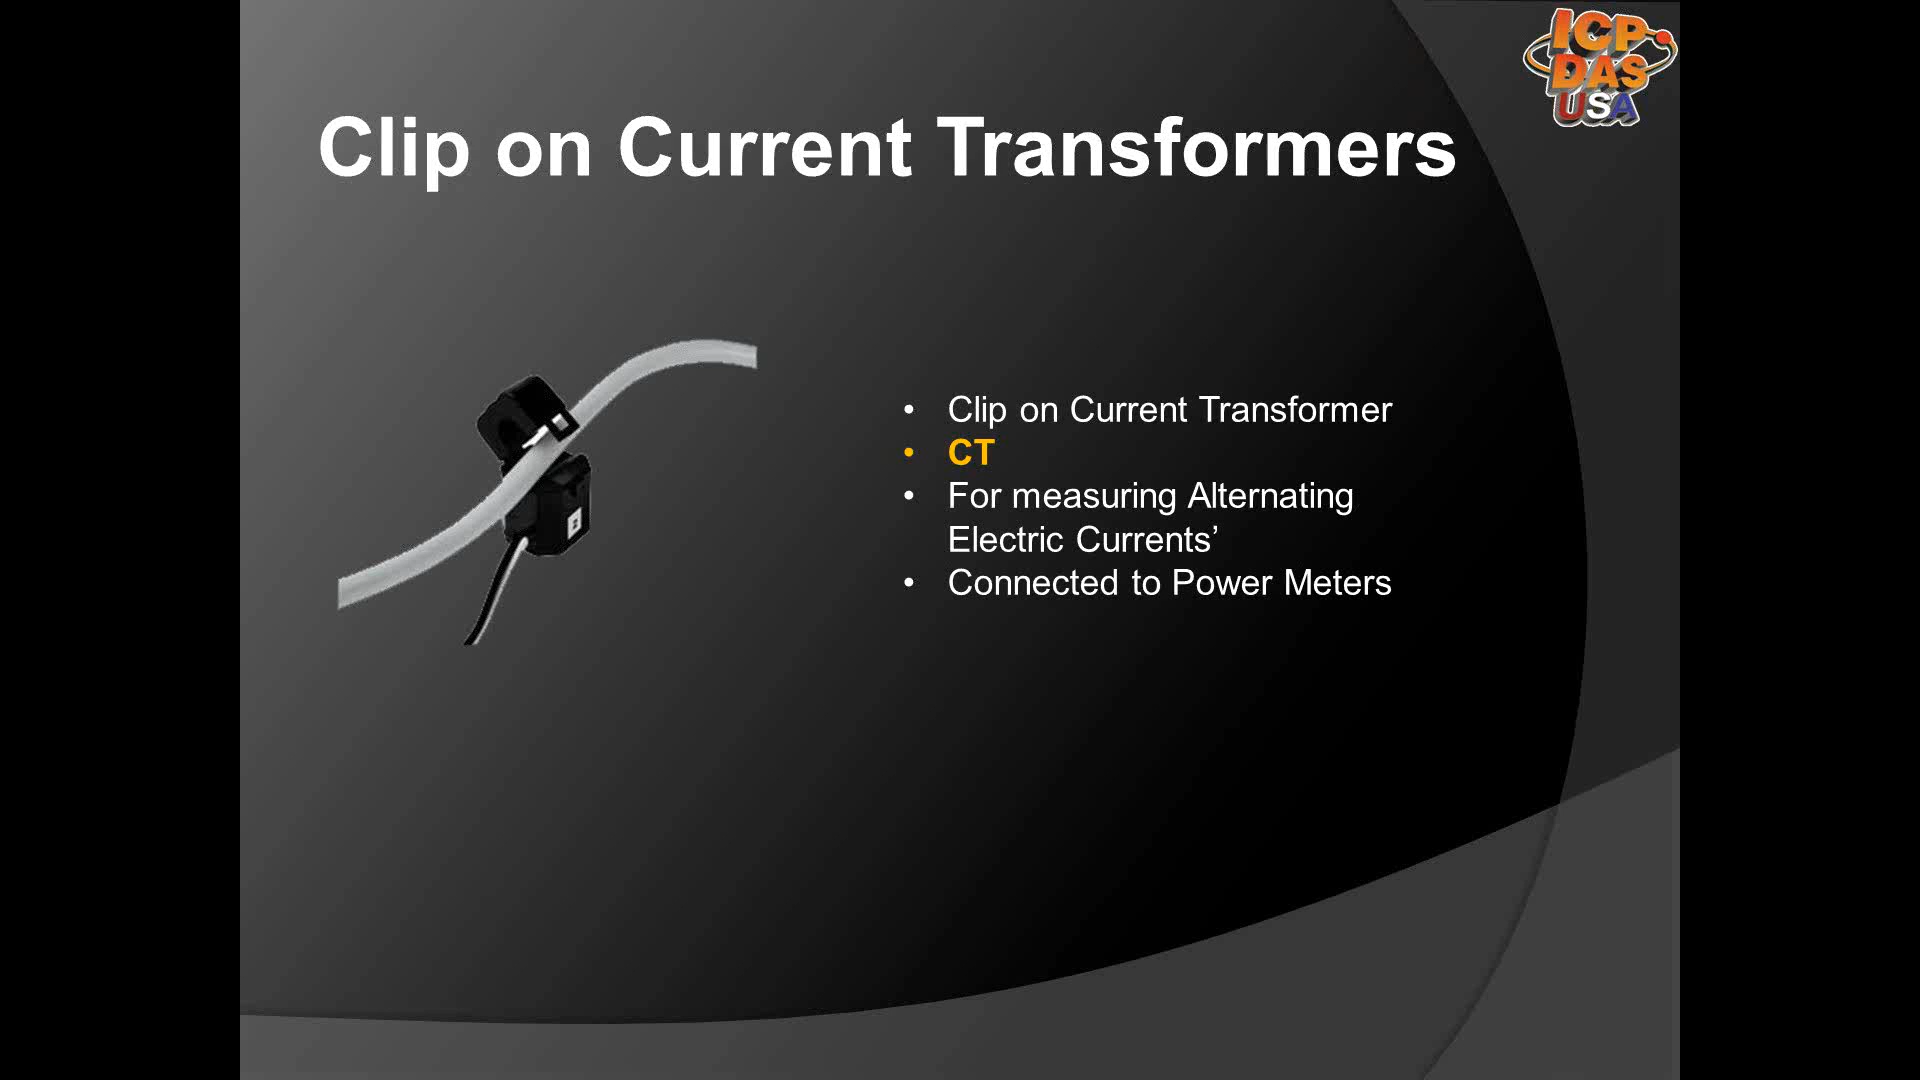 ICP
DAS
USA
Clip on Current Transformers
• Clip on Current Transformer
• CT
• For measuring Alternating
Electric Currents’
• Connected to Power Meters